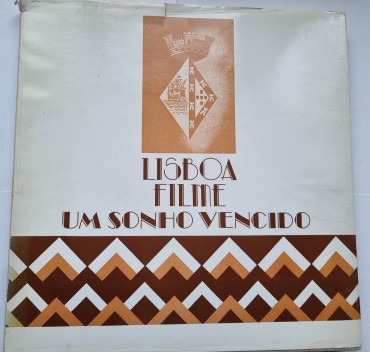 LISBOA
FILME
UM SONHO VENCIDO